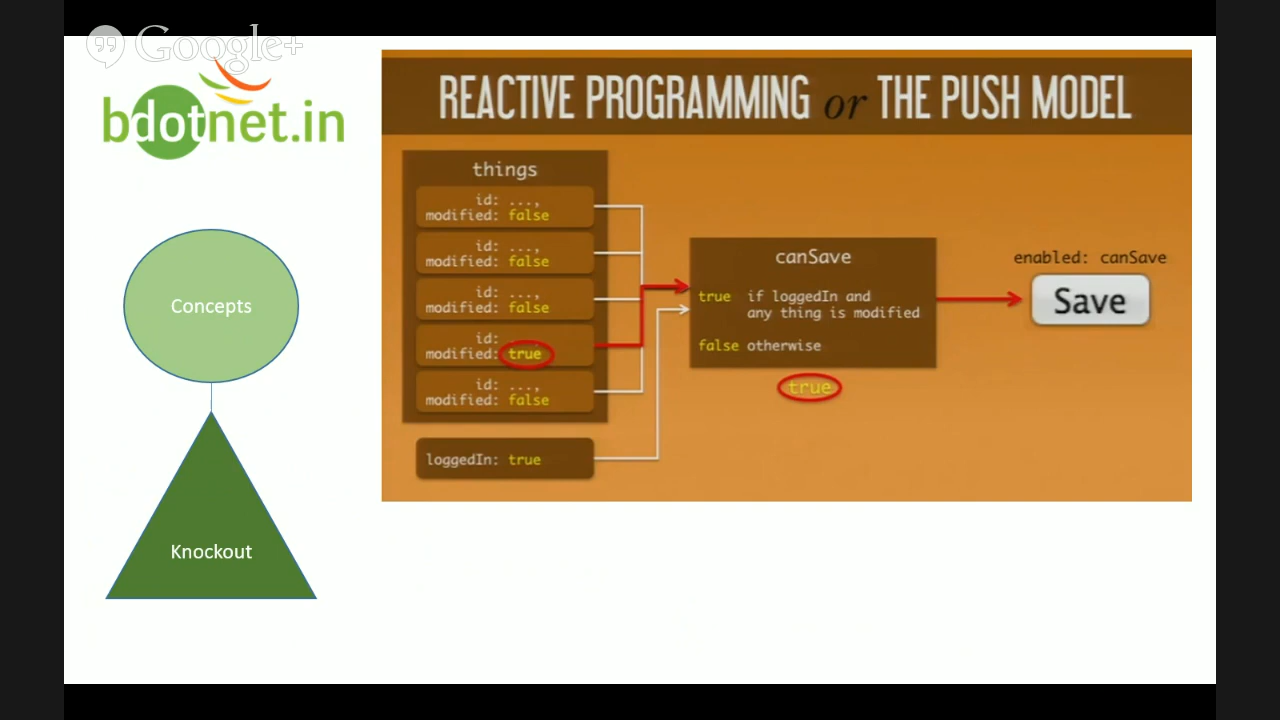 Google+
bdotnet.in
REACTIVE PROGRAMMING or THE PUSH MODEL
things
id: ...,
modified: false
id: ...,
modified: false
id: ...,
modified: false
id: ...,
modified: true
id: ...,
modified: false
loggedIn: true
canSave
true if loggedIn and
any thing is modified
false otherwise
true
enabled: canSave
Save
Concepts
Knockout